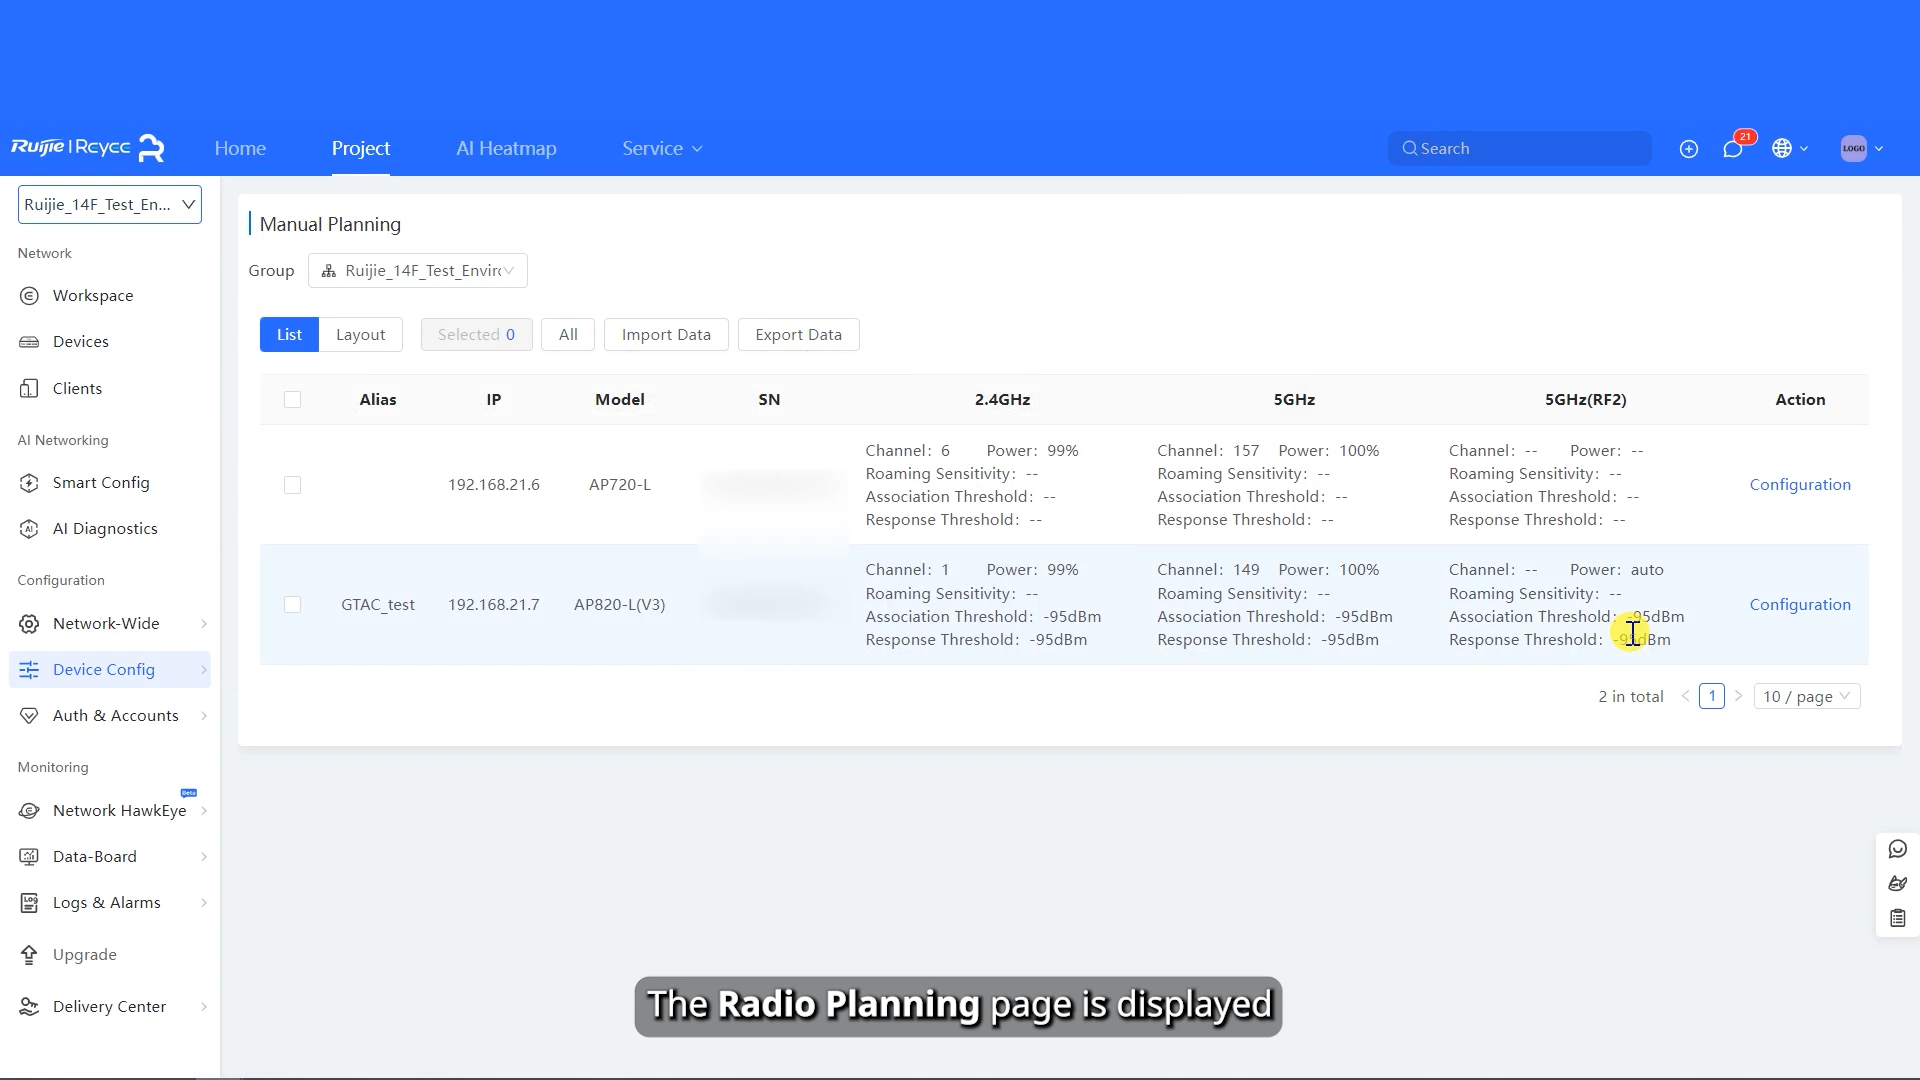 Ruijie | Rcycc
Home
Project
AI Heatmap
Service
Search
21
LOGO
Ruijie_14F_Test_En...
Network
Workspace
Devices
Clients
AI Networking
Smart Config
AI Diagnostics
Configuration
Network-Wide
Device Config
Auth & Accounts
Monitoring
Beta
Network HawkEye
Data-Board
Logs & Alarms
Upgrade
Delivery Center
Manual Planning
Group
Ruijie_14F_Test_Envir
List
Layout
Selected 0
All
Import Data
Export Data
Alias
IP
Model
SN
2.4GHz
5GHz
5GHz(RF2)
Action
192.168.21.6
AP720-L
Channel: 6 Power: 99%
Roaming Sensitivity: --
Association Threshold: --
Response Threshold: --
Channel: 157 Power: 100%
Roaming Sensitivity: --
Association Threshold: --
Response Threshold: --
Channel: -- Power: --
Roaming Sensitivity: --
Association Threshold: --
Response Threshold: --
Configuration
GTAC_test
192.168.21.7
AP820-L(V3)
Channel: 1 Power: 99%
Roaming Sensitivity: --
Association Threshold: -95dBm
Response Threshold: -95dBm
Channel: 149 Power: 100%
Roaming Sensitivity: --
Association Threshold: -95dBm
Response Threshold: -95dBm
Channel: -- Power: auto
Roaming Sensitivity: --
Association Threshold: -95dBm
Response Threshold: -95dBm
Configuration
2 in total
1
10 / page
The Radio Planning page is displayed